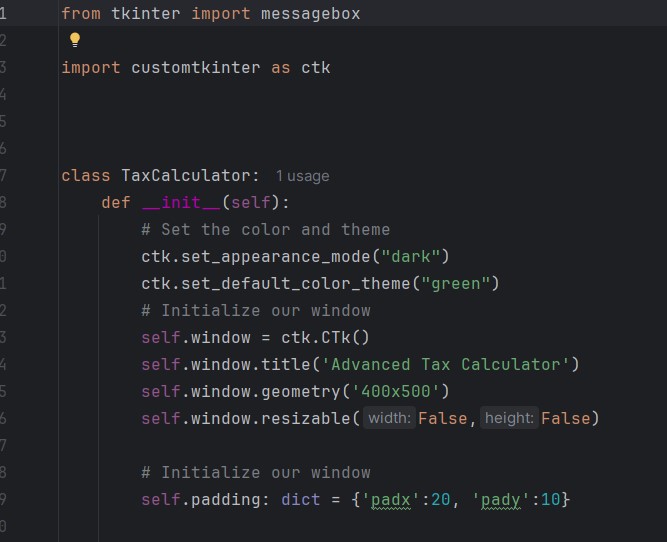 1 from tkinter import messagebox
2
3 import customtkinter as ctk
4
5
6
7 class TaxCalculator: 1 usage
8 def __init__(self):
9 # Set the color and theme
0 ctk.set_appearance_mode("dark")
1 ctk.set_default_color_theme("green")
2 # Initialize our window
3 self.window = ctk.CTk()
4 self.window.title('Advanced Tax Calculator')
5 self.window.geometry('400x500')
6 self.window.resizable( width: False, height: False)
7
8 # Initialize our window
9 self.padding: dict = {'padx':20, 'pady':10}
0